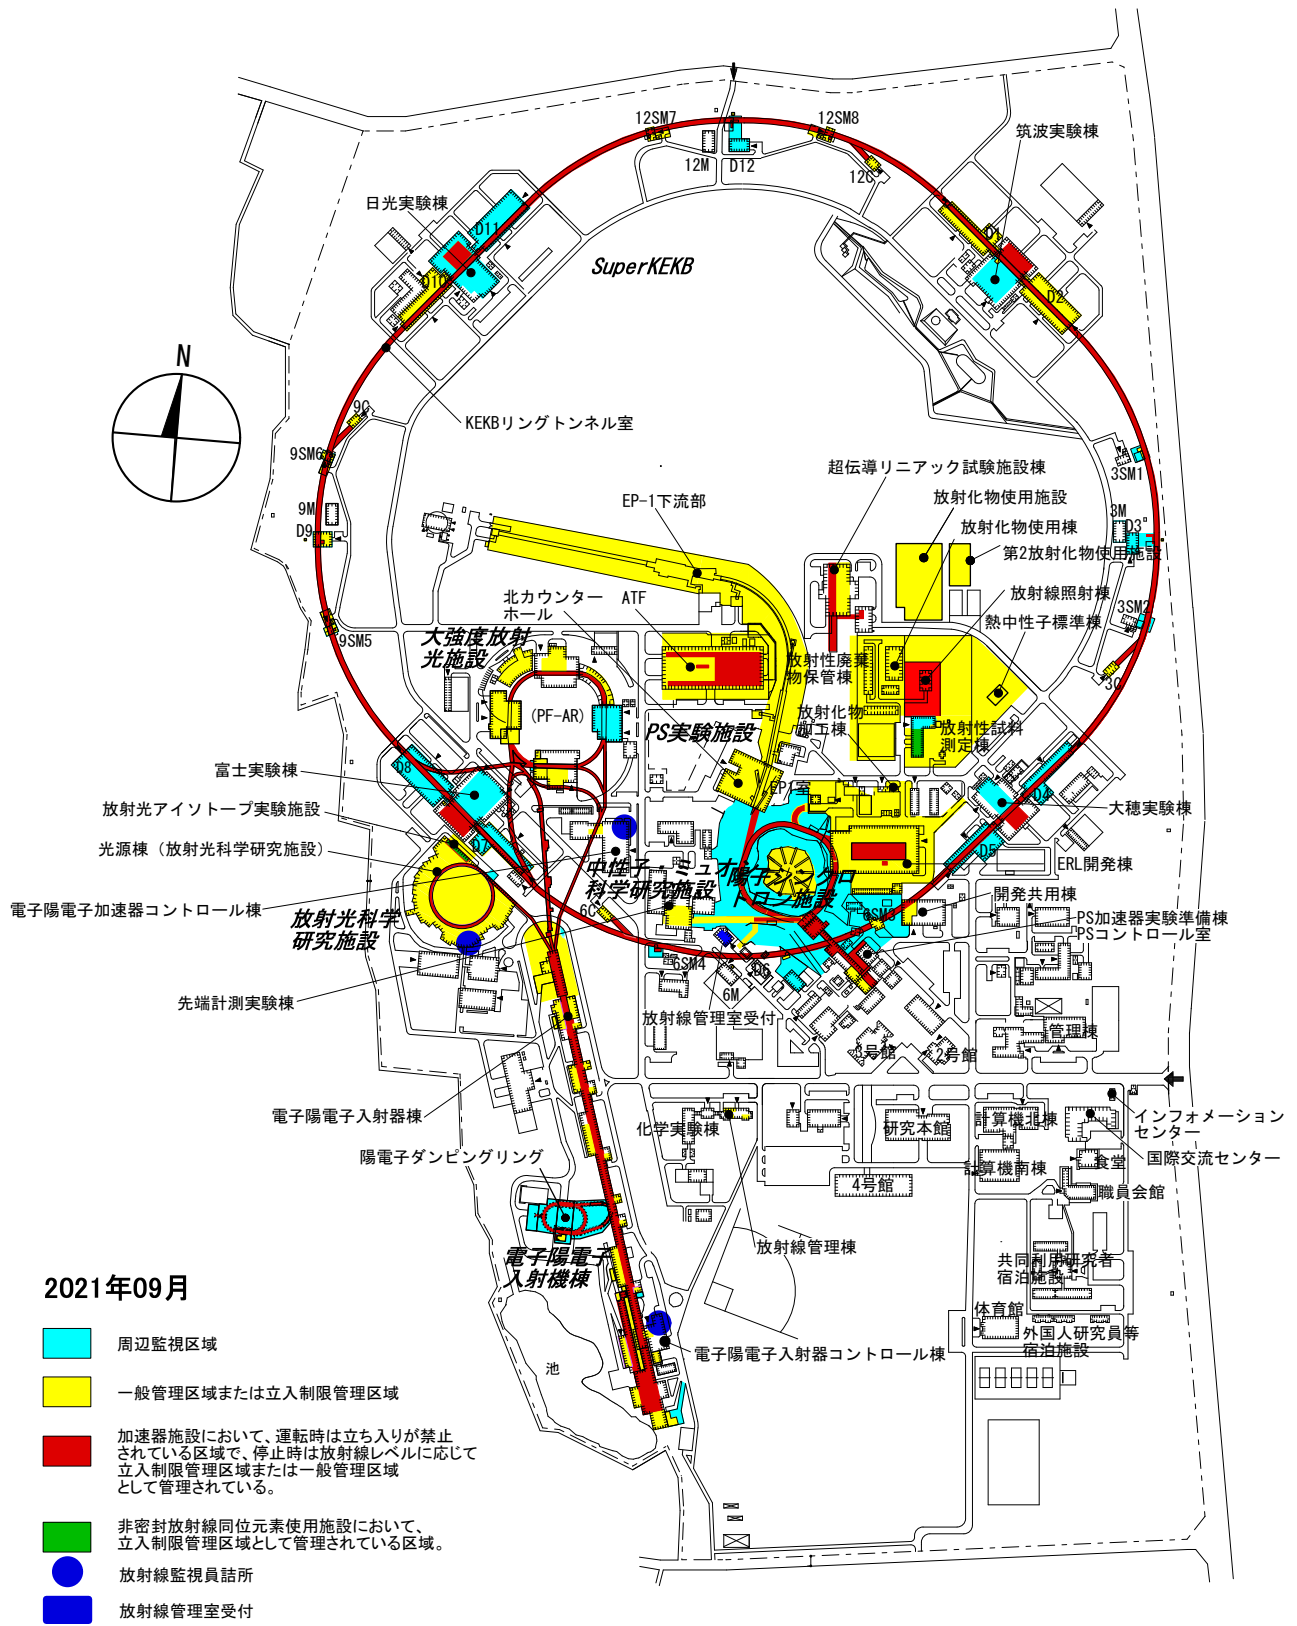 12SM7
12SM8
12M
D12
12C
筑波実験棟
日光実験棟
D11
D1
SuperKEKB
D10
D2
N
9C
KEKBリングトンネル室
9SM6
3SM1
超伝導リニアック試験施設棟
放射化物使用施設
EP-1下流部
9M
3M
放射化物使用棟
D9
D3
第2放射化物使用施設
放射線照射棟
北カウンター
ホール
ATF
3SM2
熱中性子標準棟
9SM5
大強度放射
光施設
放射性廃棄
物保管棟
3C
(PF-AR)
放射化物
加工棟
PS実験施設
放射性試料
測定棟
D8
富士実験棟
EP1室
D4
放射光アイソトープ実験施設
大穂実験棟
D7
光源棟（放射光科学研究施設）
D5
ERL開発棟
中性子・ミュオン
科学研究施設
陽子シンクロ
トロン施設
開発共用棟
電子陽電子加速器コントロール棟
6C
6SM3
放射光科学
研究施設
PS加速器実験準備棟
PSコントロール室
6SM4
D6
6M
先端計測実験棟
放射線管理室受付
管理棟
3号館
2号館
電子陽電子入射器棟
化学実験棟
研究本館
計算機北棟
インフォメーション
センター
陽電子ダンピングリング
国際交流センター
食堂
計算機南棟
4号館
職員会館
放射線管理棟
電子陽電子
入射機棟
共同利用研究者
宿泊施設
2021年09月
体育館
外国人研究員等
宿泊施設
周辺監視区域
電子陽電子入射器コントロール棟
池
一般管理区域または立入制限管理区域
加速器施設において、運転時は立ち入りが禁止
されている区域で、停止時は放射線レベルに応じて
立入制限管理区域または一般管理区域
として管理されている。
非密封放射線同位元素使用施設において、
立入制限管理区域として管理されている区域。
放射線監視員詰所
放射線管理室受付